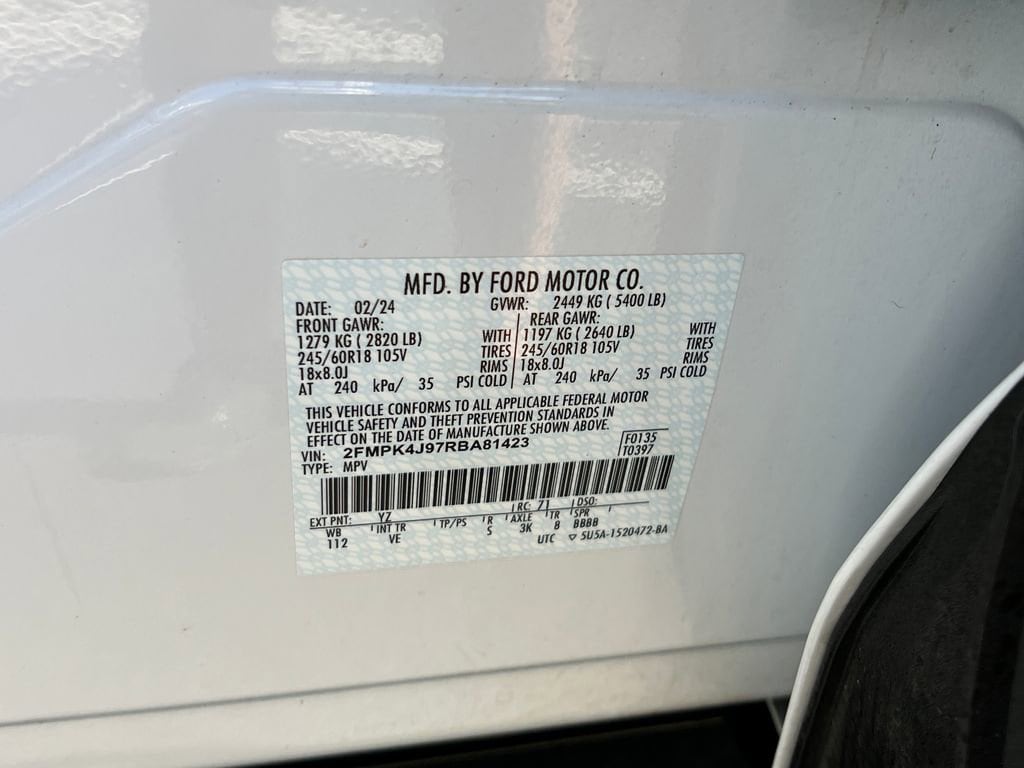 MFD. BY FORD MOTOR CO.
DATE: 02/24 GVWR: 2449 KG ( 5400 LB)
FRONT GAWR: REAR GAWR:
1279 KG ( 2820 LB) WITH 1197 KG ( 2640 LB) WITH
245/60R18 105V TIRES 245/60R18 105V TIRES
18x8.0J RIMS 18x8.0J RIMS
AT 240 kPa/ 35 PSI COLD AT 240 kPa/ 35 PSI COLD
THIS VEHICLE CONFORMS TO ALL APPLICABLE FEDERAL MOTOR
VEHICLE SAFETY AND THEFT PREVENTION STANDARDS IN
EFFECT ON THE DATE OF MANUFACTURE SHOWN ABOVE.
VIN: 2FMPK4J97RBA81423 F0135
TYPE: MPV T0397
EXT PNT: YZ RC: 71 DSO:
WB INT TR TP/PS R AXLE TR SPR
112 VE S 3K 8 BBBB
UTC ▽ 5U5A-1520472-BA